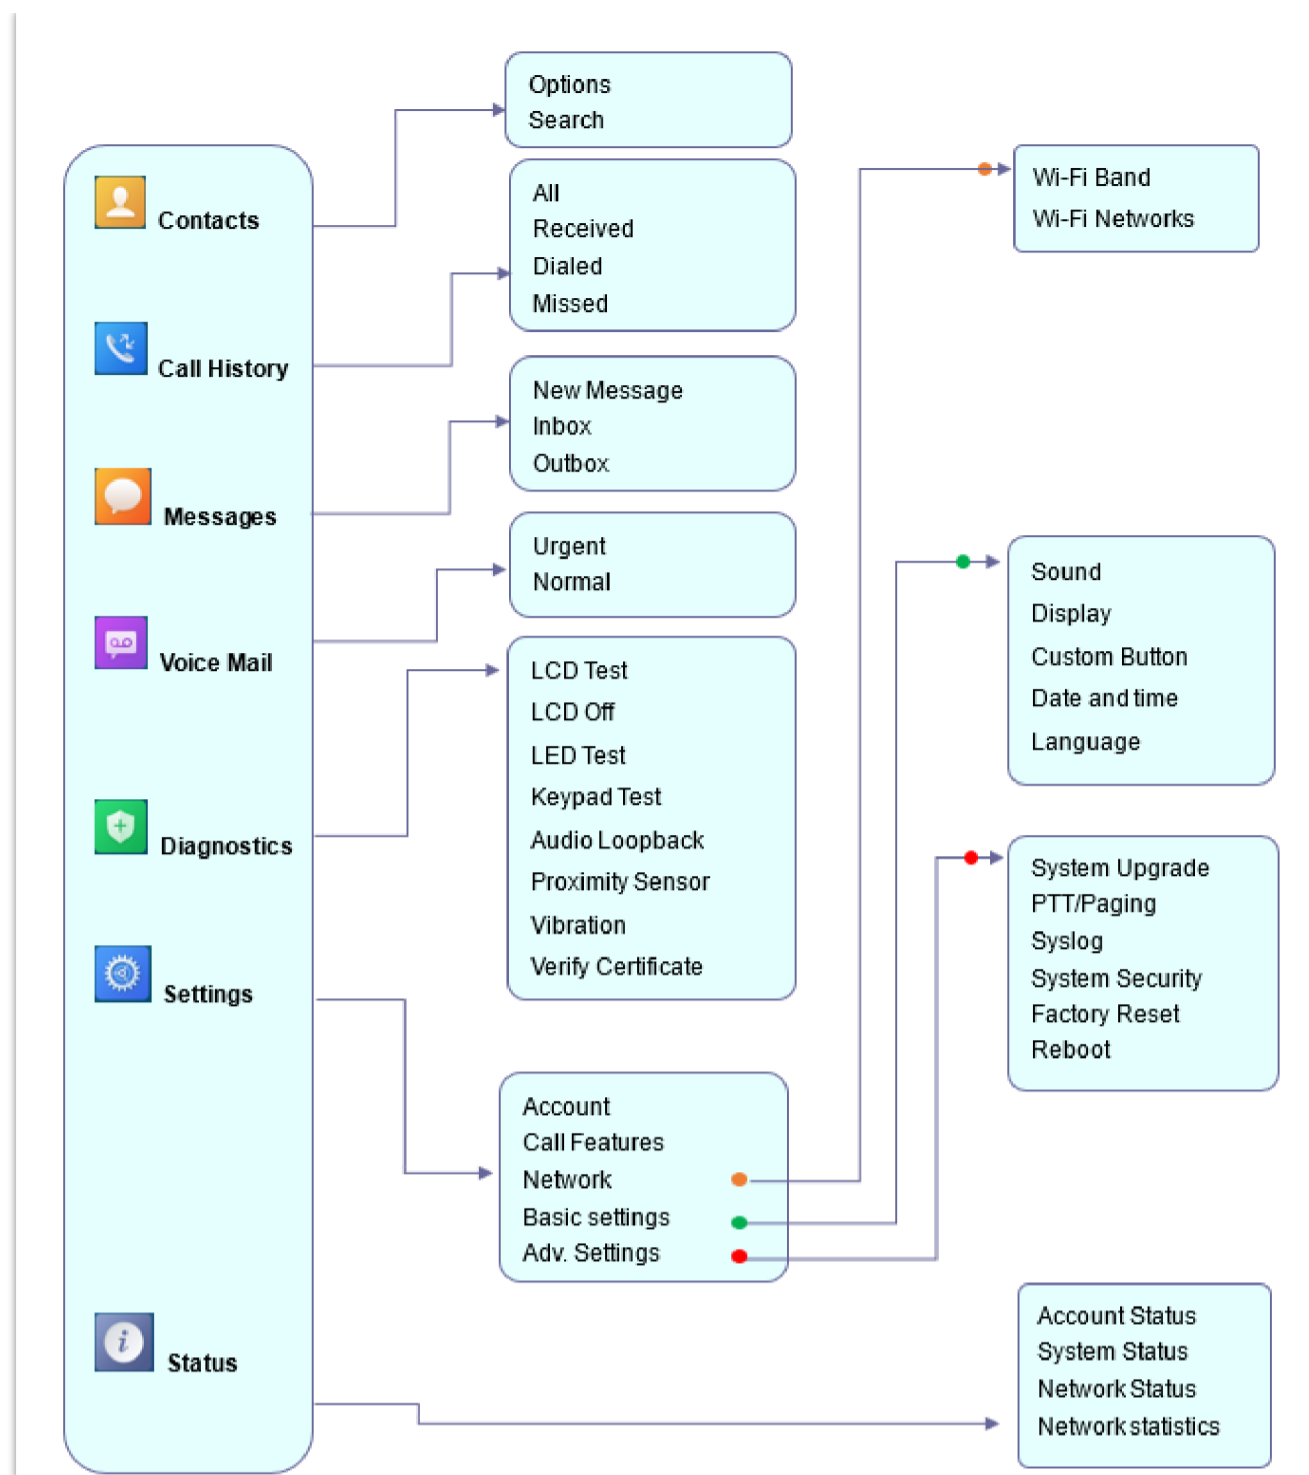 Contacts
Call History
Messages
Voice Mail
Diagnostics
Settings
Status
Options
Search
All
Received
Dialed
Missed
New Message
Inbox
Outbox
Urgent
Normal
LCD Test
LCD Off
LED Test
Keypad Test
Audio Loopback
Proximity Sensor
Vibration
Verify Certificate
Account
Call Features
Network
Basic settings
Adv. Settings
Wi-Fi Band
Wi-Fi Networks
Sound
Display
Custom Button
Date and time
Language
System Upgrade
PTT/Paging
Syslog
System Security
Factory Reset
Reboot
Account Status
System Status
Network Status
Network statistics